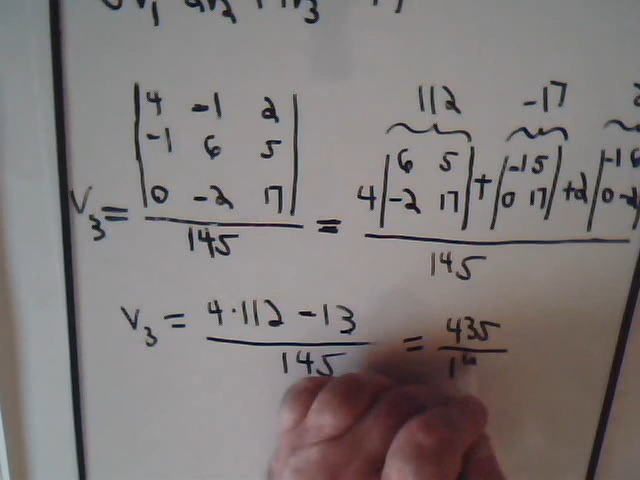 4 -1 2
-1 6 5
V3 = 0 -2 17
145
=
112 -17
4 | 6 5 | + | -1 5 | + 2 | -1 6
| -2 17 | | 0 17 | | 0 -2
145
V3 = 4·112 - 13 = 435
145